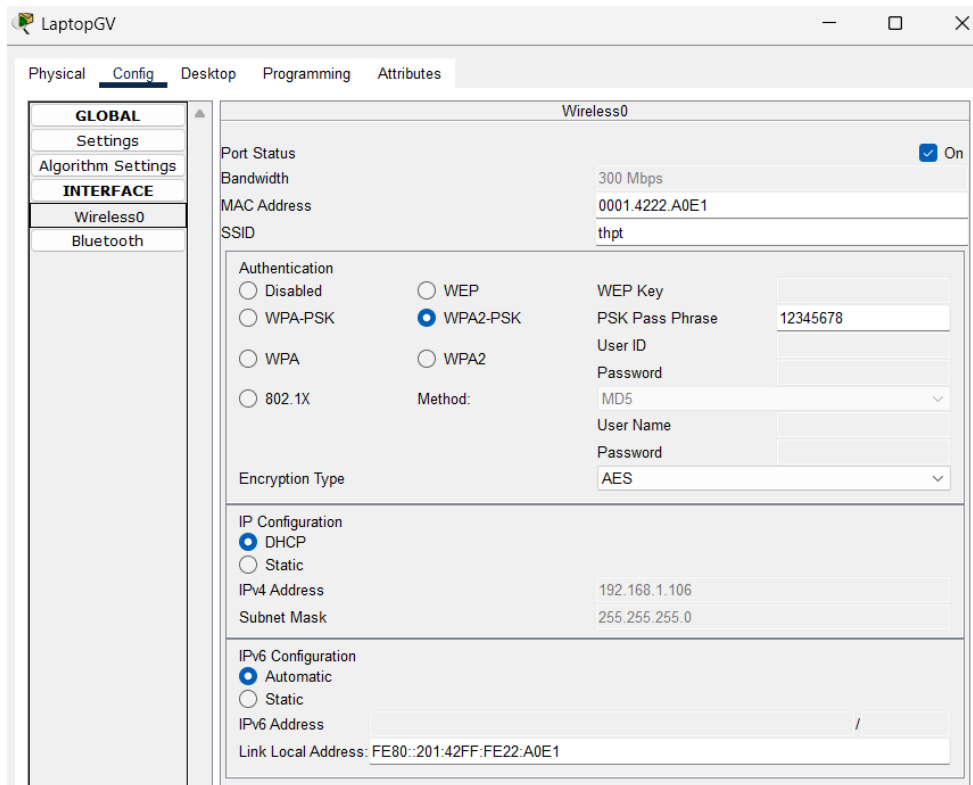 LaptopGV
Physical Config Desktop Programming Attributes
GLOBAL
Settings
Algorithm Settings
INTERFACE
Wireless0
Bluetooth
Wireless0
Port Status On
Bandwidth 300 Mbps
MAC Address 0001.4222.A0E1
SSID thpt
Authentication
Disabled WEP WEP Key
WPA-PSK WPA2-PSK PSK Pass Phrase 12345678
User ID
WPA WPA2
Password
802.1X Method: MD5
User Name
Password
Encryption Type AES
IP Configuration
DHCP
Static
IPv4 Address 192.168.1.106
Subnet Mask 255.255.255.0
IPv6 Configuration
Automatic
Static
IPv6 Address /
Link Local Address: FE80::201:42FF:FE22:A0E1